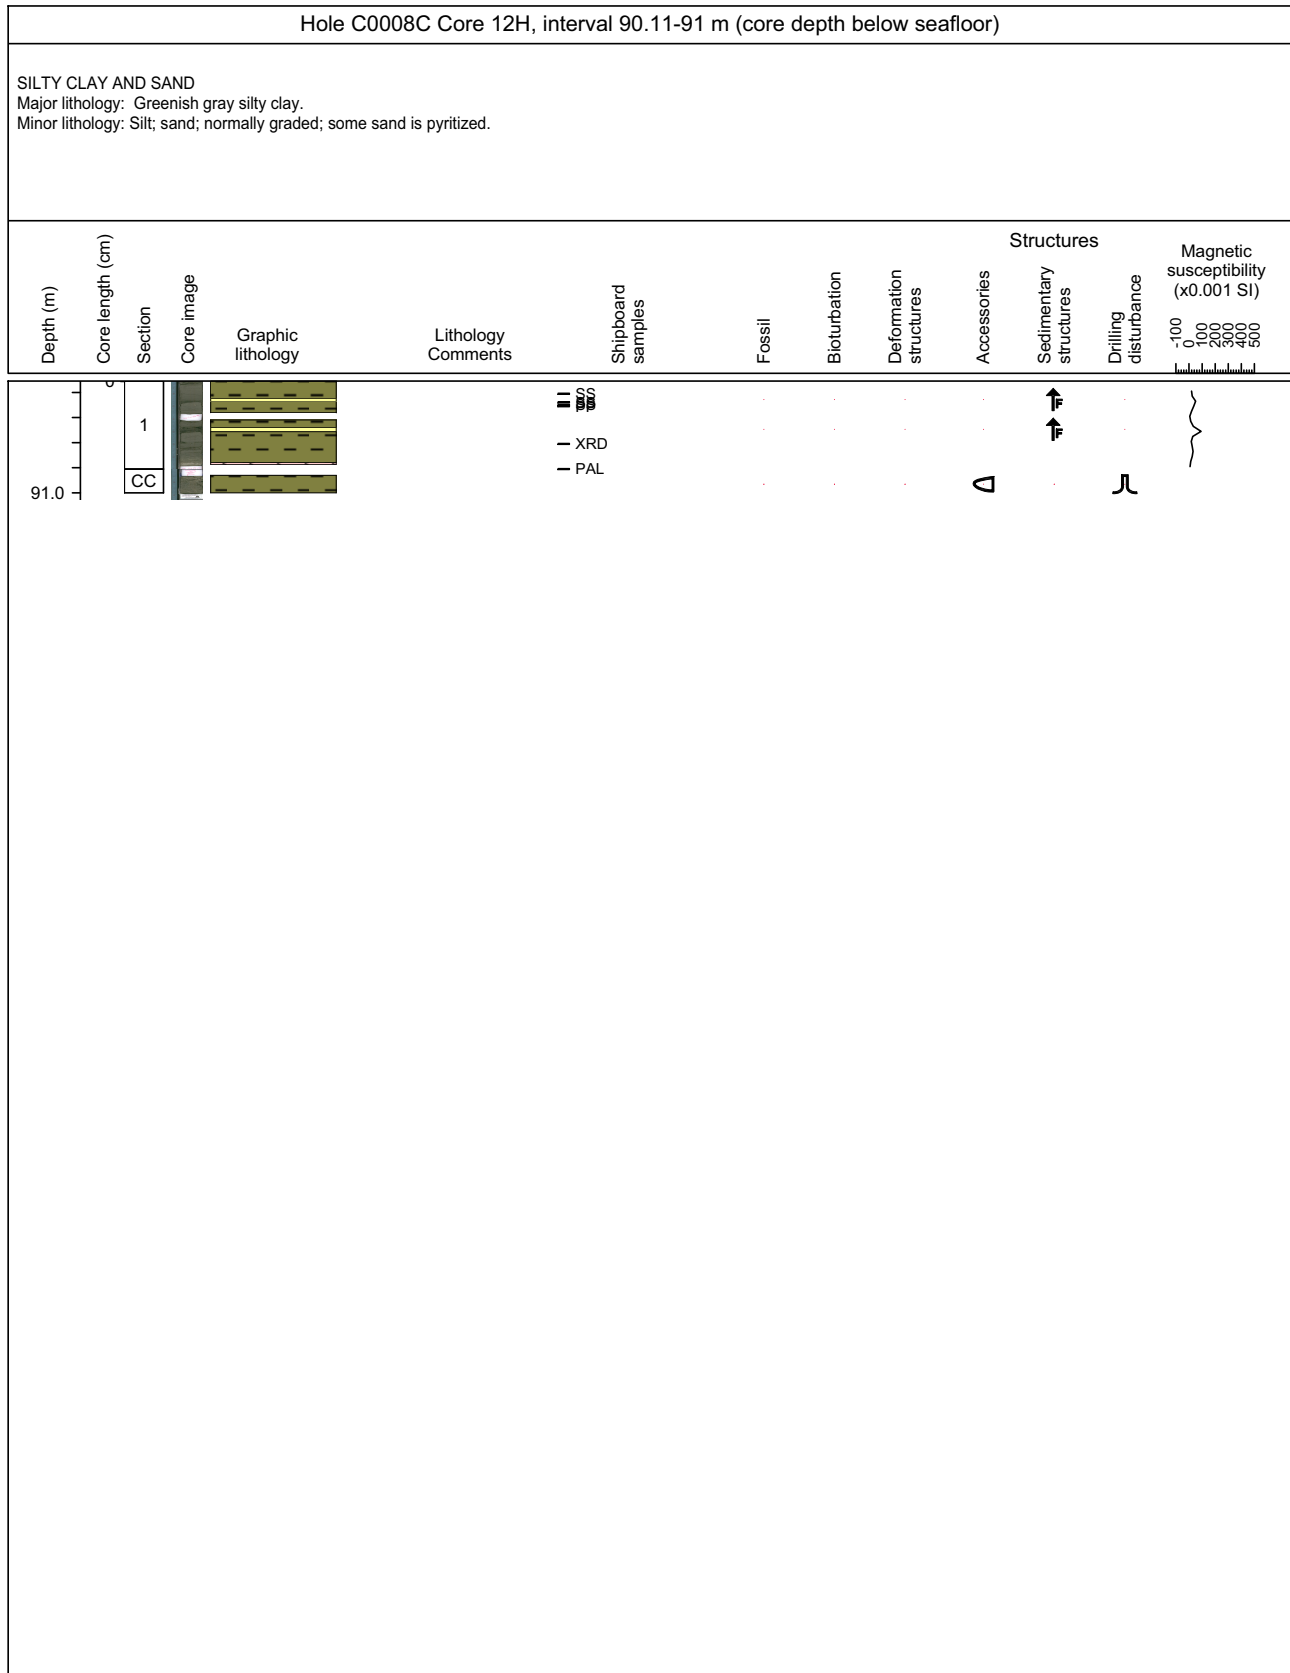 Hole C0008C Core 12H, interval 90.11-91 m (core depth below seafloor)
SILTY CLAY AND SAND
Major lithology: Greenish gray silty clay.
Minor lithology: Silt; sand; normally graded; some sand is pyritized.
Depth (m)
Core length (cm)
Section
Core image
Graphic
lithology
Lithology
Comments
Shipboard
samples
Fossil
Bioturbation
Deformation
structures
Structures
Accessories
Sedimentary
structures
Drilling
disturbance
Magnetic
susceptibility
(x0.001 SI)
-100
0
100
200
300
400
500
SS
1
F
F
XRD
PAL
CC
91.0